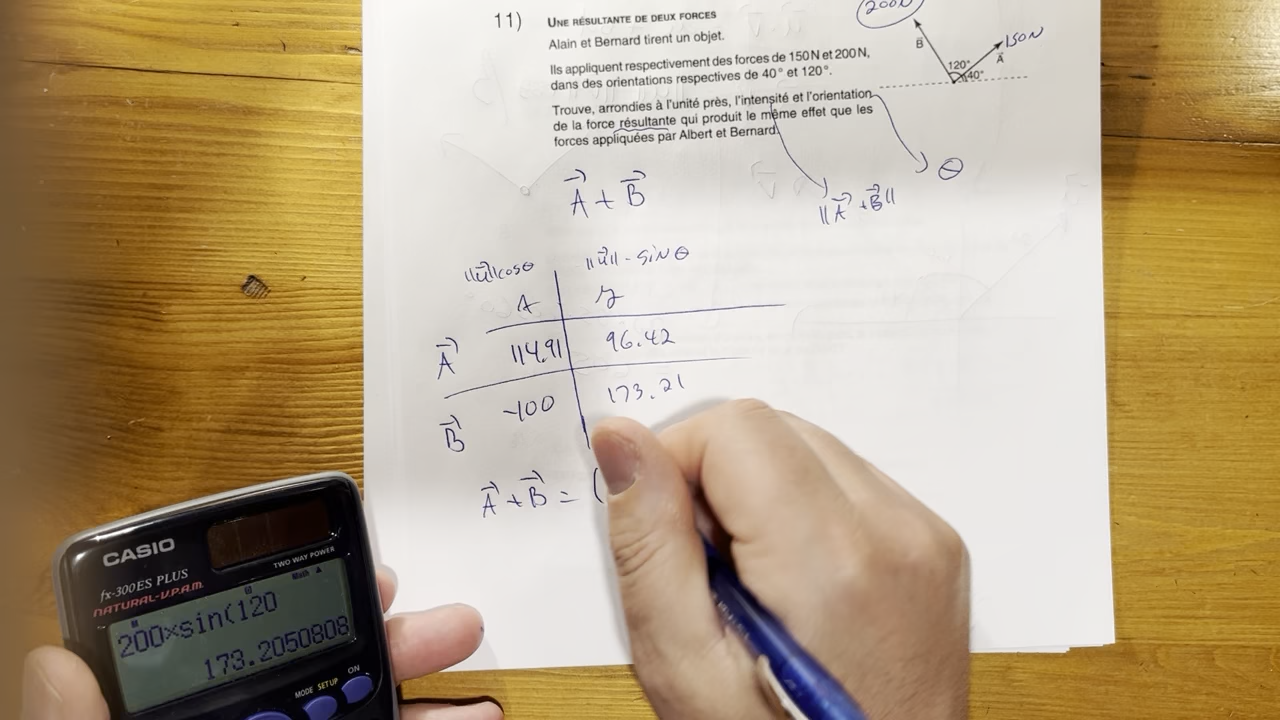 11) UNE RÉSULTANTE DE DEUX FORCES
Alain et Bernard tirent un objet.
Ils appliquent respectivement des forces de 150 N et 200 N,
dans des orientations respectives de 40° et 120°.
Trouve, arrondies à l'unité près, l'intensité et l'orientation
de la force résultante qui produit le même effet que les
forces appliquées par Albert et Bernard.
200N
B⃗
150N
A⃗
120°
40°
A⃗ + B⃗
||A⃗ + B⃗||
θ
||u⃗||cosθ
||u⃗|| · sin θ
y
A⃗ 114.91 96.42
B⃗ -100 173.21
A⃗ + B⃗ = (
CASIO
TWO WAY POWER
fx-300ES PLUS
NATURAL-V.P.A.M.
Math ▲
200×sin(120
173.2050808
MODE SETUP ON